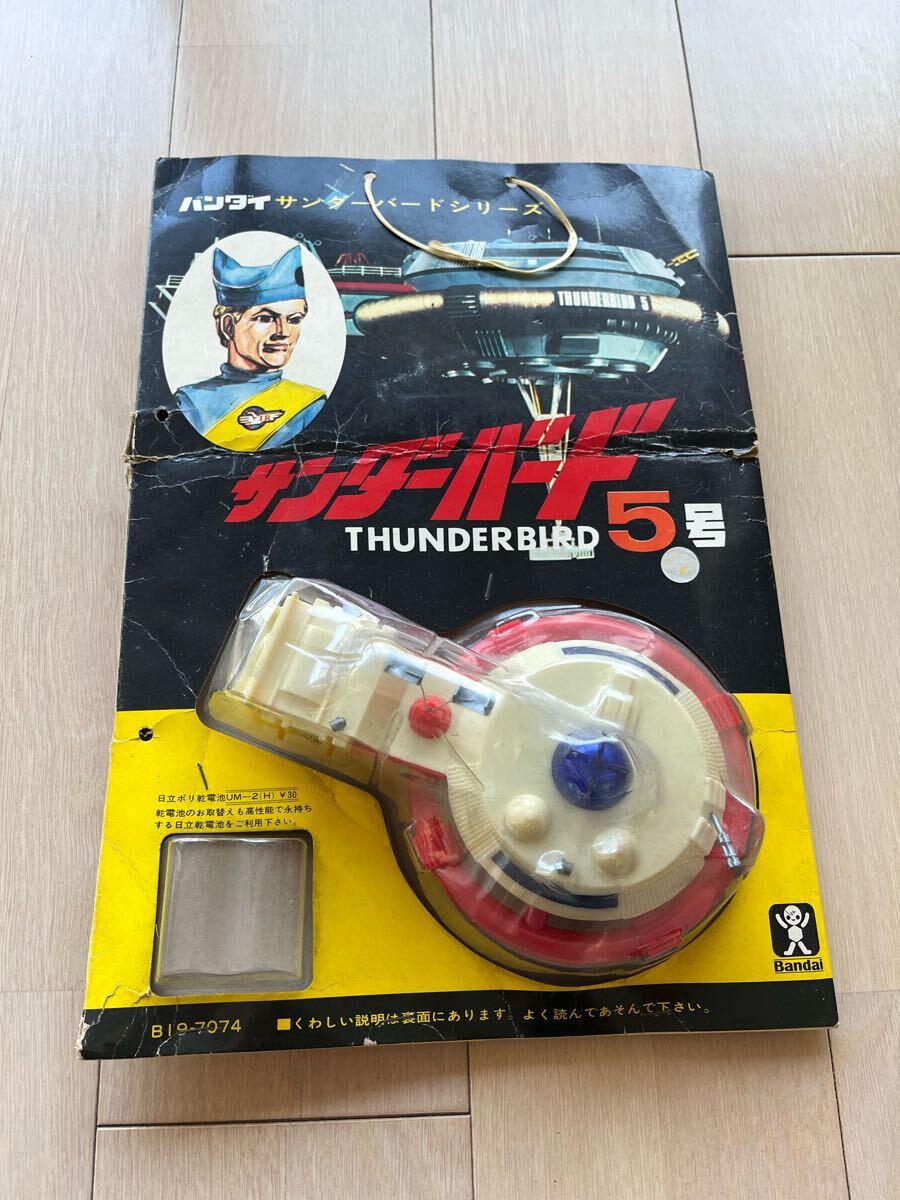 バンダイ サンダーバードシリーズ
THUNDERBIRD 5
IR
サンダーバード
THUNDERBIRD 5号
日立ポリ乾電池UM-2(H) ¥30
乾電池のお取替えも高性能で永持ち
する日立乾電池をご利用下さい。
Bandai
B19-7074 ■くわしい説明は裏面にあります。よく読んであそんで下さい。